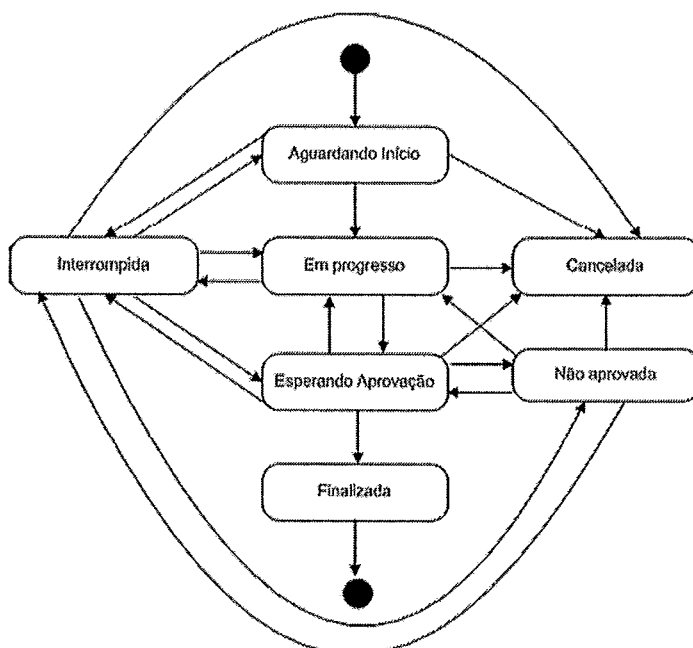 Aguardando Início
Interrompida
Em progresso
Cancelada
Esperando Aprovação
Não aprovada
Finalizada